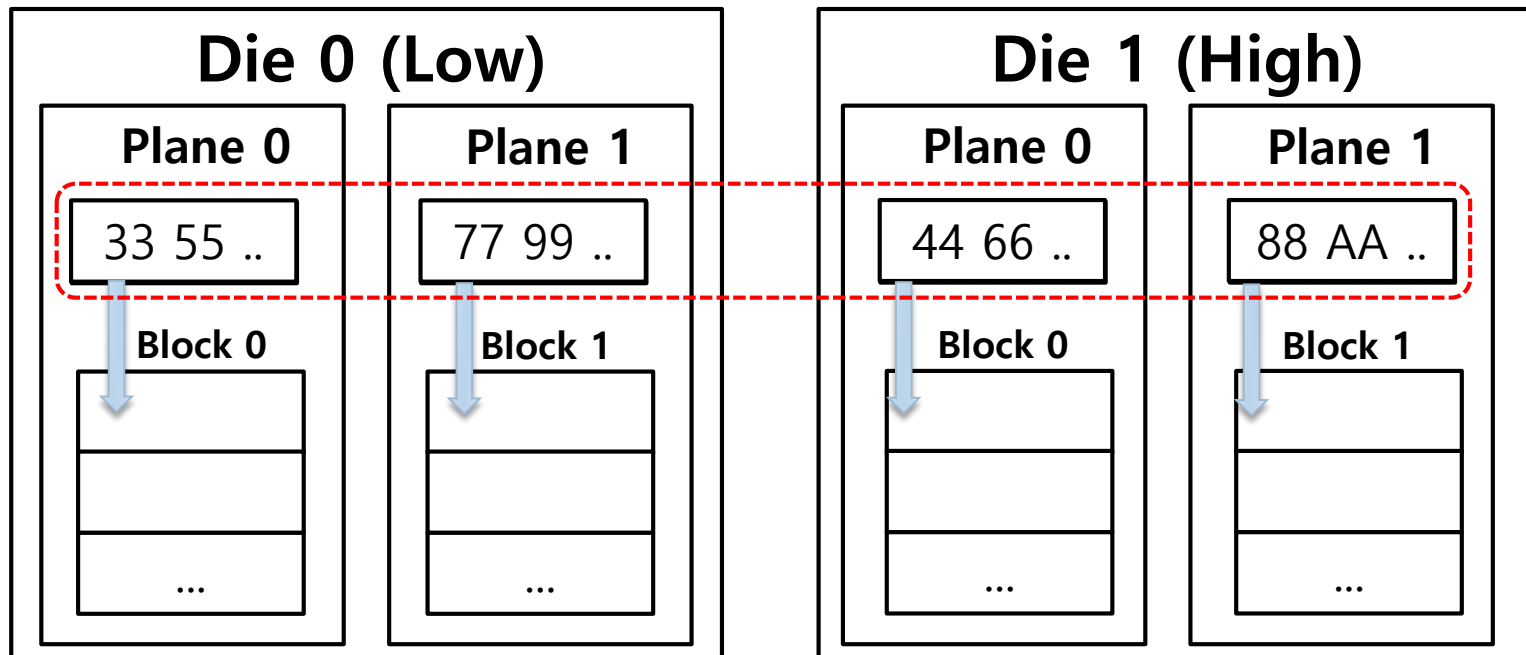 Die 0 (Low)
Plane 0
33 55 ..
Block 0
...
Plane 1
77 99 ..
Block 1
...
Die 1 (High)
Plane 0
44 66 ..
Block 0
...
Plane 1
88 AA ..
Block 1
...